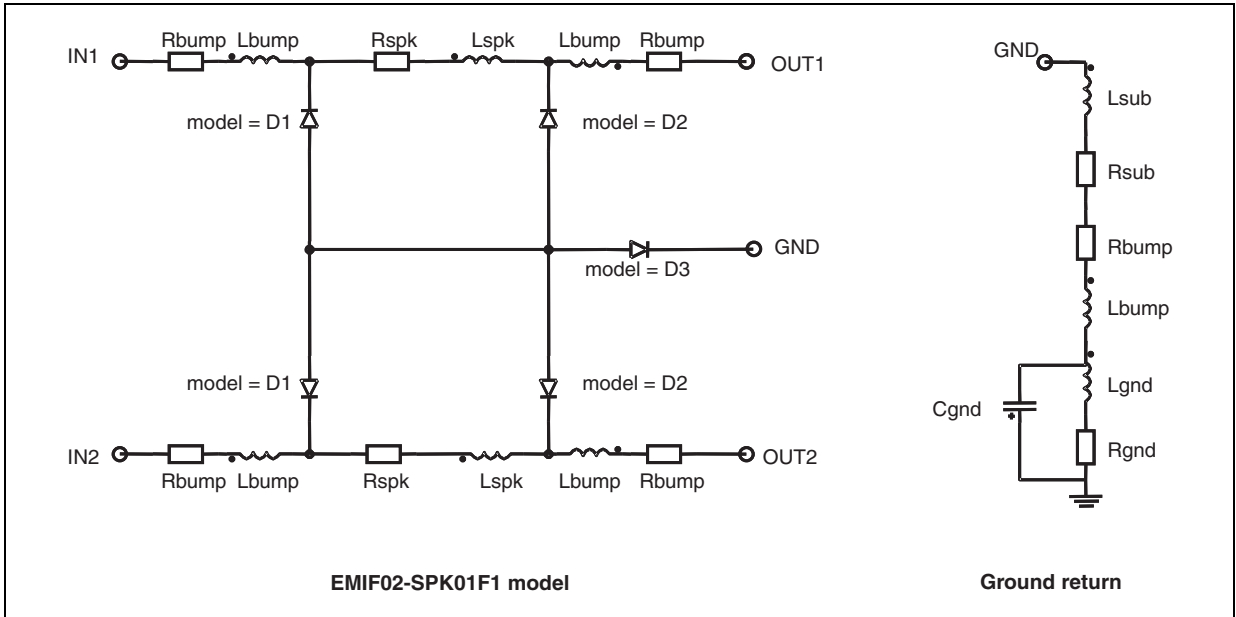 Rbump Lbump Rspk Lspk Lbump Rbump
IN1 OUT1
model = D1 model = D2
GND
model = D3
model = D1 model = D2
IN2 OUT2
Rbump Lbump Rspk Lspk Lbump Rbump
EMIF02-SPK01F1 model
GND
Lsub
Rsub
Rbump
Lbump
Lgnd
Cgnd
Rgnd
Ground return